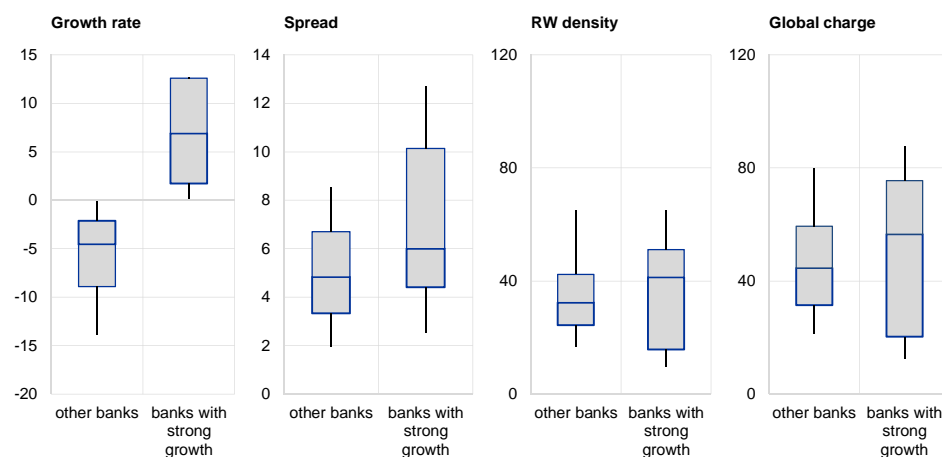 Growth rate
15
10
5
0
-5
-10
-15
-20
other banks
banks with
strong
growth
Spread
14
12
10
8
6
4
2
0
other banks
banks with
strong
growth
RW density
120
80
40
0
other banks
banks with
strong
growth
Global charge
120
80
40
0
other banks
banks with
strong
growth